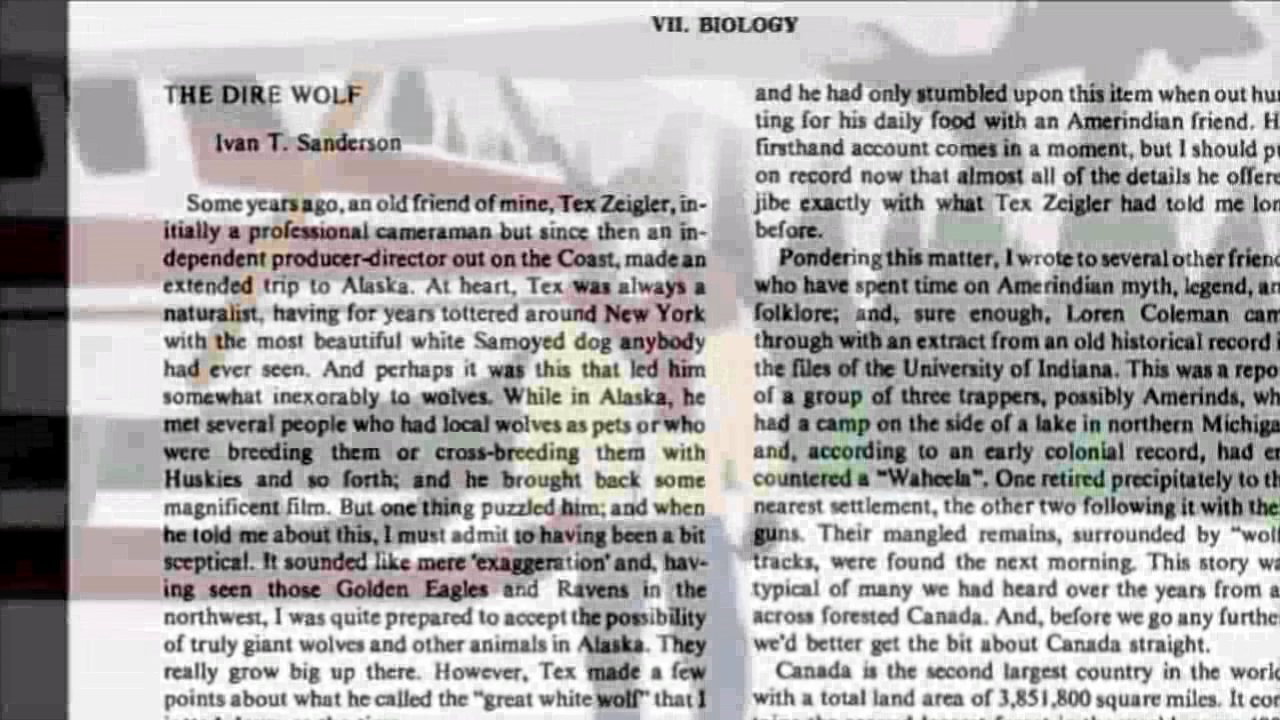 VII. BIOLOGY
THE DIRE WOLF
Ivan T. Sanderson
Some years ago, an old friend of mine, Tex Zeigler, in-
itially a professional cameraman but since then an in-
dependent producer-director out on the Coast, made an
extended trip to Alaska. At heart, Tex was always a
naturalist, having for years tottered around New York
with the most beautiful white Samoyed dog anybody
had ever seen. And perhaps it was this that led him
somewhat inexorably to wolves. While in Alaska, he
met several people who had local wolves as pets or who
were breeding them or cross-breeding them with
Huskies and so forth; and he brought back some
magnificent film. But one thing puzzled him; and when
he told me about this, I must admit to having been a bit
sceptical. It sounded like mere 'exaggeration' and, hav-
ing seen those Golden Eagles and Ravens in the
northwest, I was quite prepared to accept the possibility
of truly giant wolves and other animals in Alaska. They
really grow big up there. However, Tex made a few
points about what he called the "great white wolf" that I
and he had only stumbled upon this item when out hun
ting for his daily food with an Amerindian friend. H
firsthand account comes in a moment, but I should pu
on record now that almost all of the details he offere
jibe exactly with what Tex Zeigler had told me lon
before.
Pondering this matter, I wrote to several other friend
who have spent time on Amerindian myth, legend, an
folklore; and, sure enough, Loren Coleman cam
through with an extract from an old historical record i
the files of the University of Indiana. This was a repo
of a group of three trappers, possibly Amerinds, wh
had a camp on the side of a lake in northern Michiga
and, according to an early colonial record, had en
countered a "Waheela". One retired precipitately to th
nearest settlement, the other two following it with the
guns. Their mangled remains, surrounded by "wolf
tracks, were found the next morning. This story wa
typical of many we had heard over the years from a
across forested Canada. And, before we go any furthe
we'd better get the bit about Canada straight.
Canada is the second largest country in the world
with a total land area of 3,851,800 square miles. It con